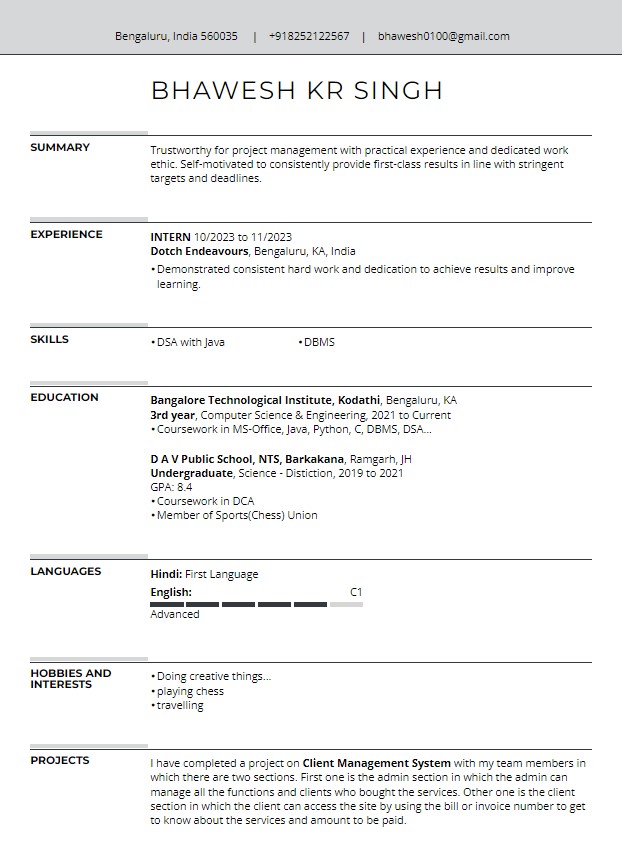 Bengaluru, India 560035 | +918252122567 | bhawesh0100@gmail.com
BHAWESH KR SINGH
SUMMARY
Trustworthy for project management with practical experience and dedicated work
ethic. Self-motivated to consistently provide first-class results in line with stringent
targets and deadlines.
EXPERIENCE
INTERN 10/2023 to 11/2023
Dotch Endeavours, Bengaluru, KA, India
• Demonstrated consistent hard work and dedication to achieve results and improve
learning.
SKILLS
• DSA with Java • DBMS
EDUCATION
Bangalore Technological Institute, Kodathi, Bengaluru, KA
3rd year, Computer Science & Engineering, 2021 to Current
• Coursework in MS-Office, Java, Python, C, DBMS, DSA...
D A V Public School, NTS, Barkakana, Ramgarh, JH
Undergraduate, Science - Distiction, 2019 to 2021
GPA: 8.4
• Coursework in DCA
• Member of Sports(Chess) Union
LANGUAGES
Hindi: First Language
English: C1
Advanced
HOBBIES AND
INTERESTS
• Doing creative things...
• playing chess
• travelling
PROJECTS
I have completed a project on Client Management System with my team members in
which there are two sections. First one is the admin section in which the admin can
manage all the functions and clients who bought the services. Other one is the client
section in which the client can access the site by using the bill or invoice number to get
to know about the services and amount to be paid.